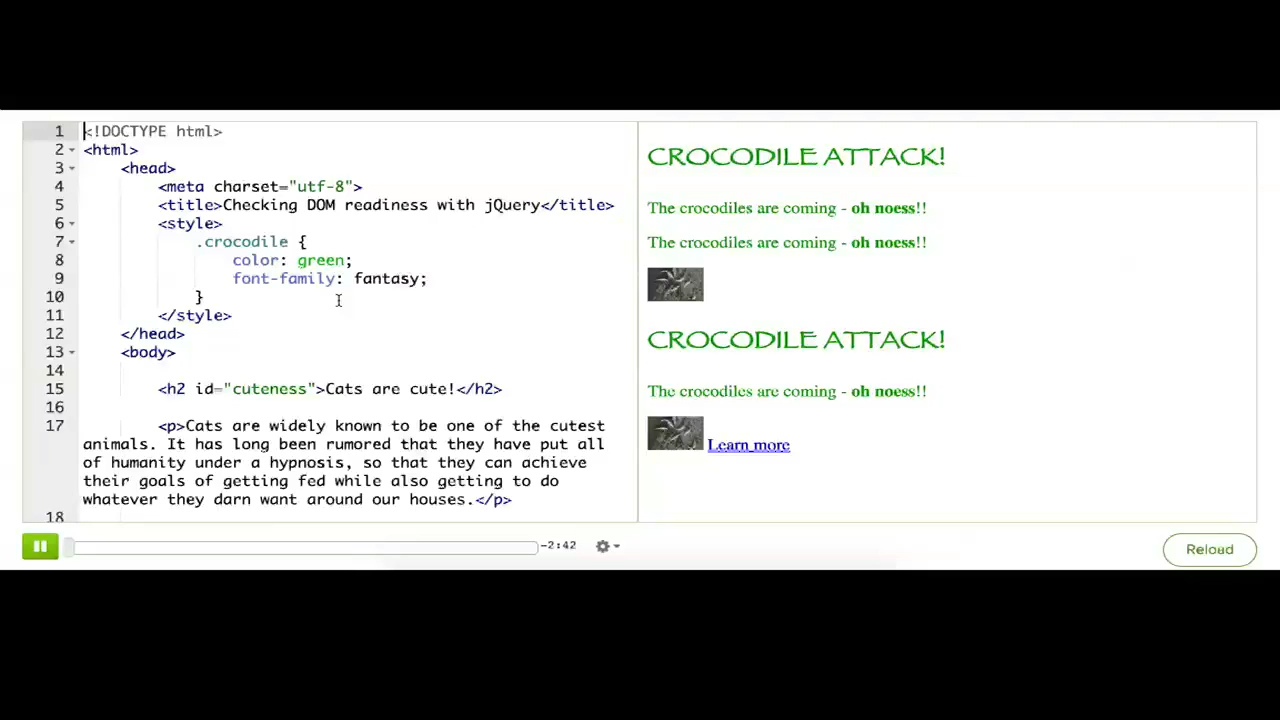 1 <!DOCTYPE html>
2 <html>
3 <head>
4 <meta charset="utf-8">
5 <title>Checking DOM readiness with jQuery</title>
6 <style>
7 .crocodile {
8 color: green;
9 font-family: fantasy;
10 }
11 </style>
12 </head>
13 <body>
14
15 <h2 id="cuteness">Cats are cute!</h2>
16
17 <p>Cats are widely known to be one of the cutest
animals. It has long been rumored that they have put all
of humanity under a hypnosis, so that they can achieve
their goals of getting fed while also getting to do
whatever they darn want around our houses.</p>
18
CROCODILE ATTACK!
The crocodiles are coming - oh noess!!
The crocodiles are coming - oh noess!!
CROCODILE ATTACK!
The crocodiles are coming - oh noess!!
Learn more
-2:42
Reload